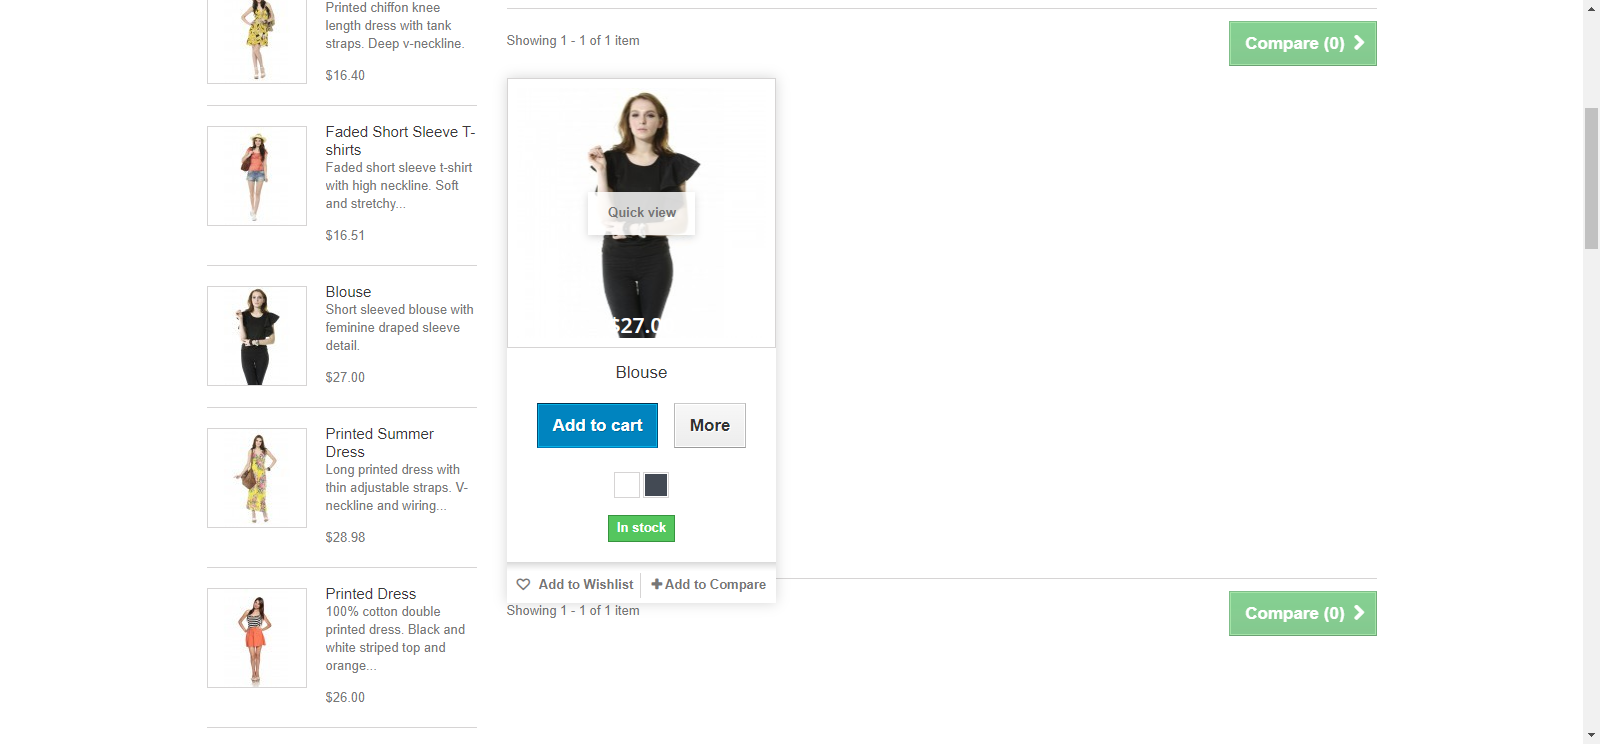 Printed chiffon knee
length dress with tank
straps. Deep v-neckline.
$16.40
Faded Short Sleeve T-
shirts
Faded short sleeve t-shirt
with high neckline. Soft
and stretchy...
$16.51
Blouse
Short sleeved blouse with
feminine draped sleeve
detail.
$27.00
Printed Summer
Dress
Long printed dress with
thin adjustable straps. V-
neckline and wiring...
$28.98
Printed Dress
100% cotton double
printed dress. Black and
white striped top and
orange...
$26.00
Showing 1 - 1 of 1 item
Compare (0)
Quick view
$27.0
Blouse
Add to cart
More
In stock
Add to Wishlist
Add to Compare
Showing 1 - 1 of 1 item
Compare (0)